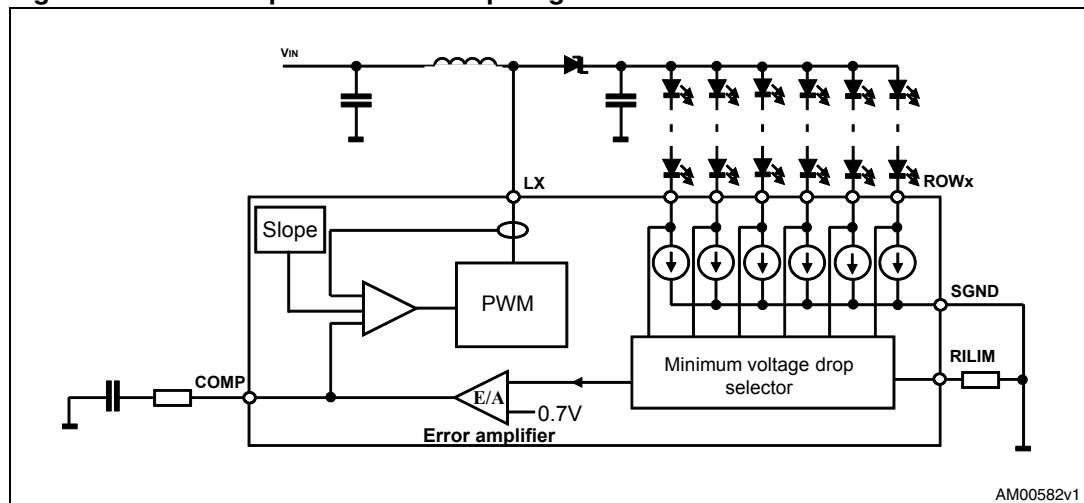 VIN
LX
ROWx
Slope
PWM
SGND
Minimum voltage drop
selector
RILIM
COMP
E/A
0.7V
Error amplifier
AM00582v1